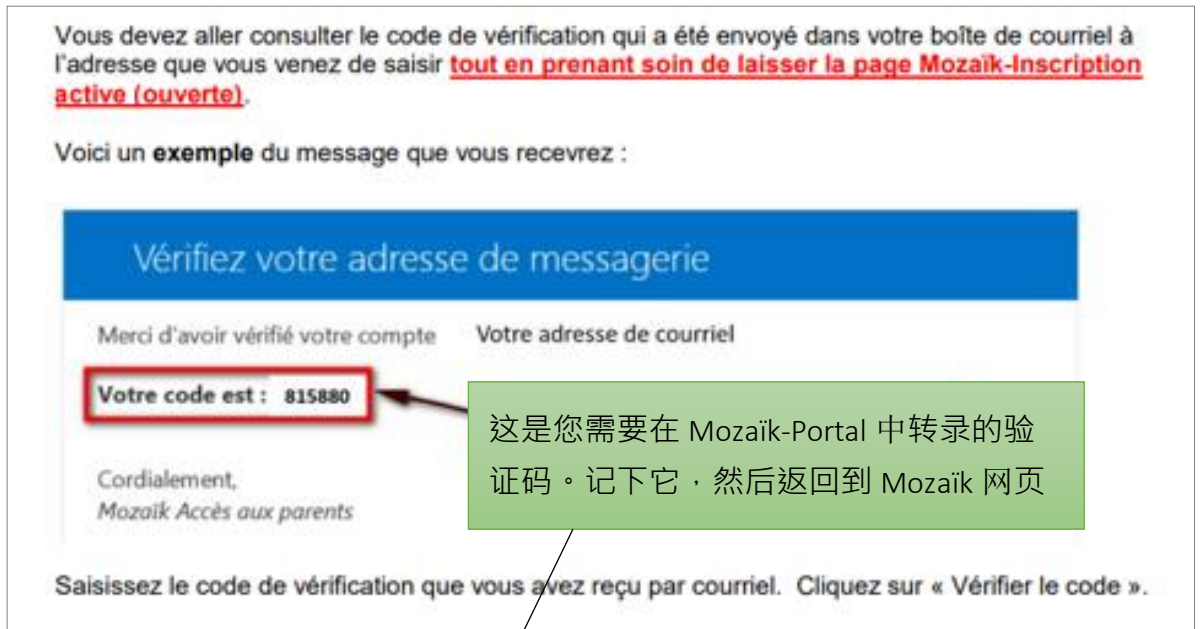 Vous devez aller consulter le code de vérification qui a été envoyé dans votre boîte de courriel à
l'adresse que vous venez de saisir tout en prenant soin de laisser la page Mozaïk-Inscription
active (ouverte).
Voici un exemple du message que vous recevrez :
Vérifiez votre adresse de messagerie
Merci d'avoir vérifié votre compte Votre adresse de courriel
Votre code est : 815880
这是您需要在 Mozaïk-Portal 中转录的验
证码。记下它，然后返回到 Mozaïk 网页
Cordialement,
Mozaïk Accès aux parents
Saisissez le code de vérification que vous avez reçu par courriel. Cliquez sur « Vérifier le code ».